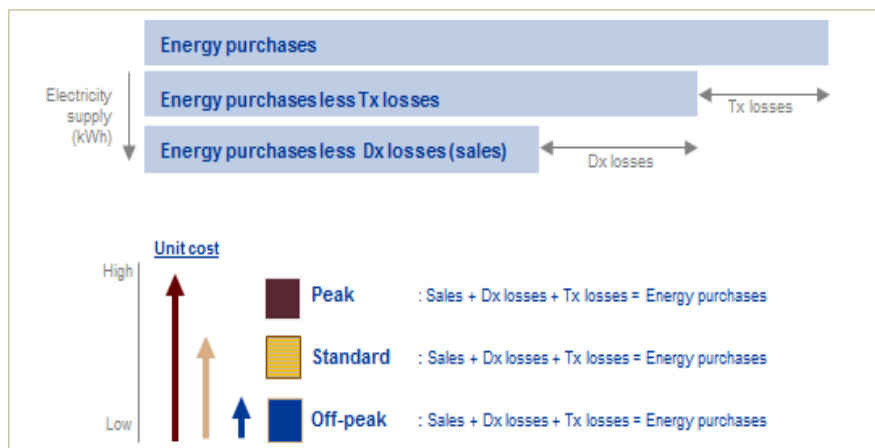 Energy purchases
Electricity
supply
(kWh)
Energy purchases less Tx losses
Tx losses
Energy purchases less Dx losses (sales)
Dx losses
Unit cost
High
Peak : Sales + Dx losses + Tx losses = Energy purchases
Standard : Sales + Dx losses + Tx losses = Energy purchases
Off-peak : Sales + Dx losses + Tx losses = Energy purchases
Low